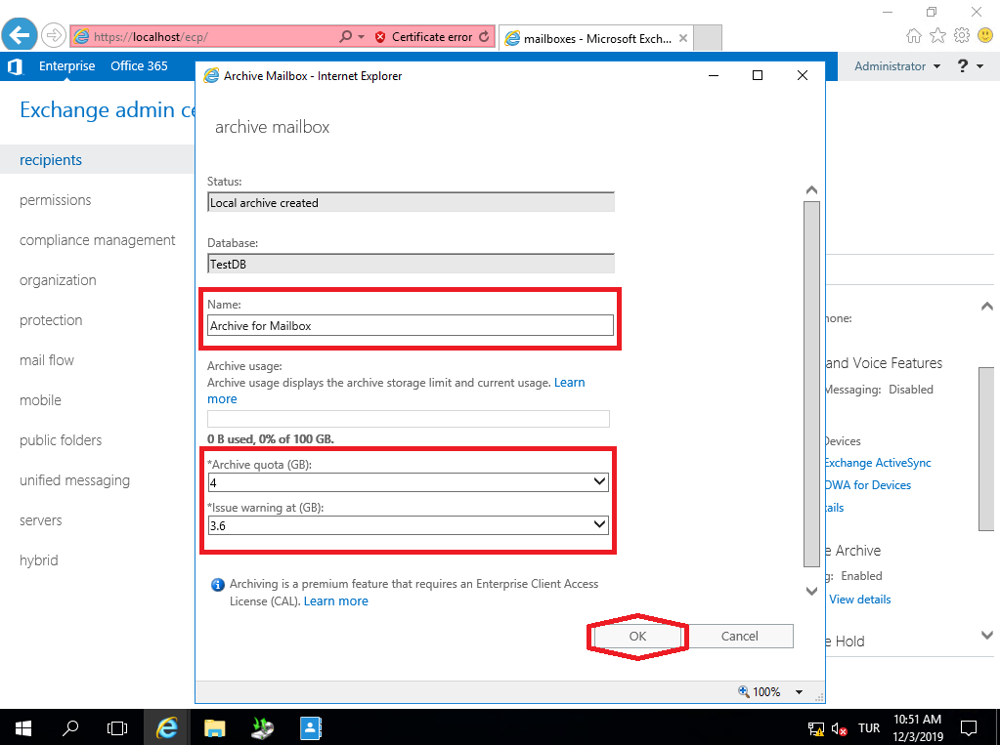 https://localhost/ecp/
Certificate error
mailboxes - Microsoft Exch...
Enterprise
Office 365
Administrator
?
Exchange admin ce
recipients
permissions
compliance management
organization
protection
mail flow
mobile
public folders
unified messaging
servers
hybrid
Archive Mailbox - Internet Explorer
archive mailbox
Status:
Local archive created
Database:
TestDB
Name:
Archive for Mailbox
Archive usage:
Archive usage displays the archive storage limit and current usage. Learn
more
0 B used, 0% of 100 GB.
*Archive quota (GB):
4
*Issue warning at (GB):
3.6
Archiving is a premium feature that requires an Enterprise Client Access
License (CAL). Learn more
OK
Cancel
100%
hone:
and Voice Features
Messaging: Disabled
Devices
Exchange ActiveSync
OWA for Devices
tails
e Archive
g: Enabled
View details
e Hold
TUR
10:51 AM
12/3/2019